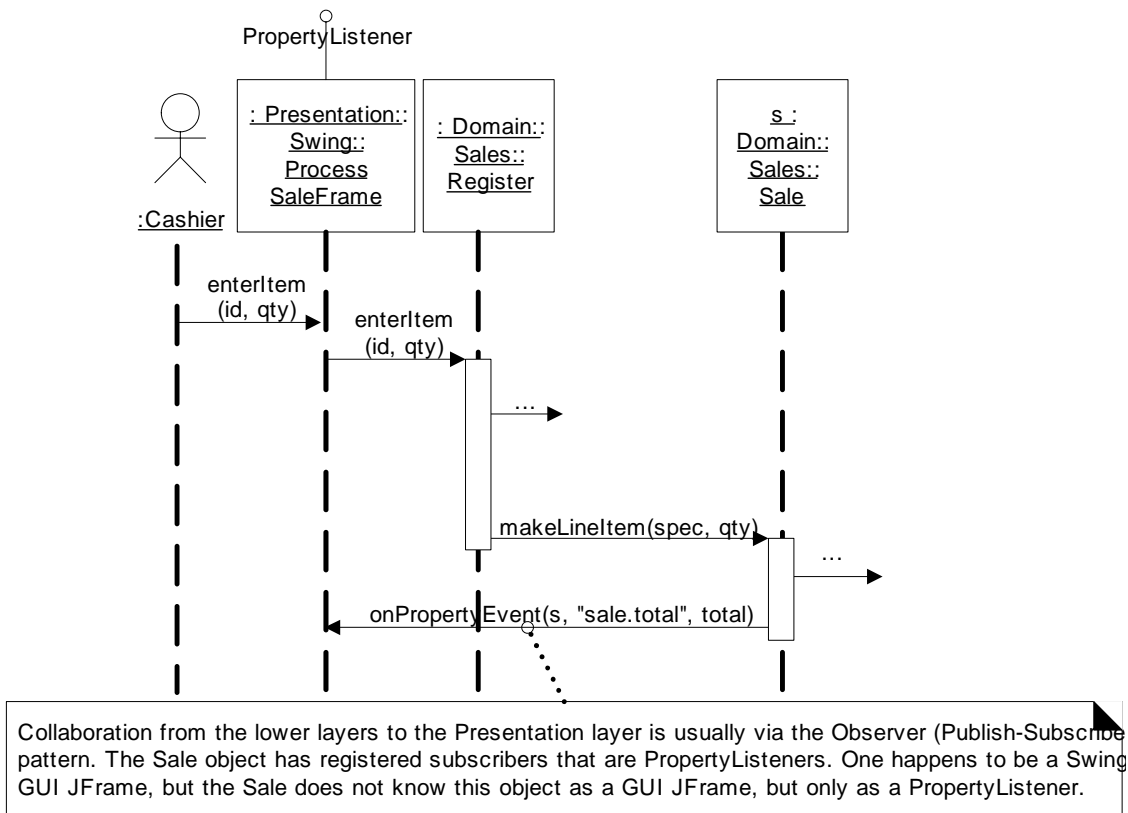 PropertyListener
: Presentation::
Swing::
Process
SaleFrame
: Domain::
Sales::
Register
s :
Domain::
Sales::
Sale
:Cashier
enterItem
(id, qty)
enterItem
(id, qty)
...
makeLineItem(spec, qty)
...
onPropertyEvent(s, "sale.total", total)
Collaboration from the lower layers to the Presentation layer is usually via the Observer (Publish-Subscribe
pattern. The Sale object has registered subscribers that are PropertyListeners. One happens to be a Swing
GUI JFrame, but the Sale does not know this object as a GUI JFrame, but only as a PropertyListener.